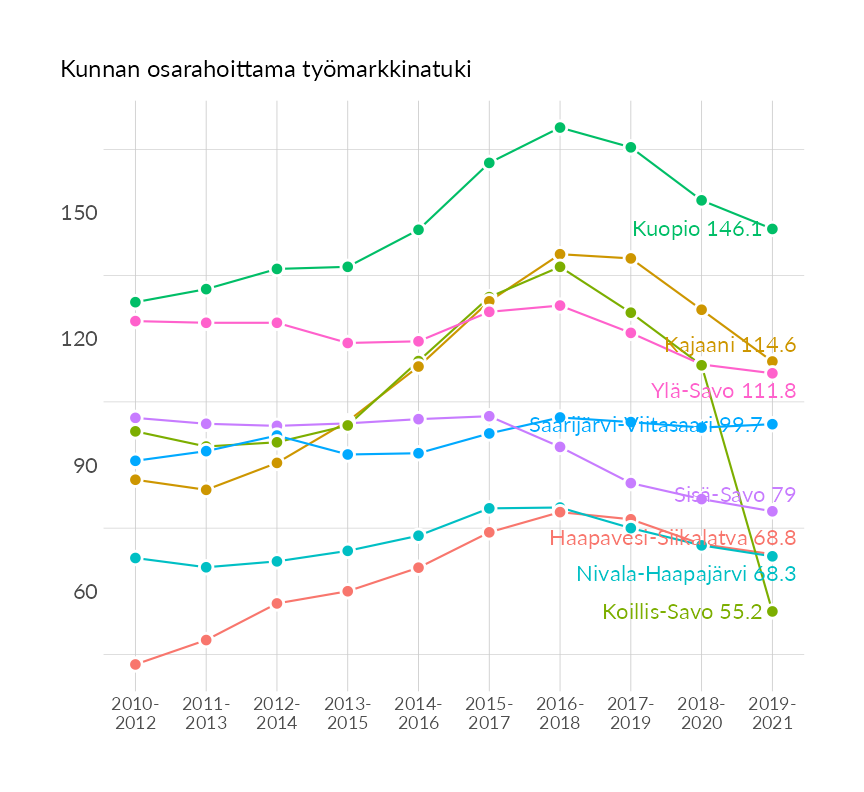 Kunnan osarahoittama työmarkkinatuki
150
120
90
60
Kuopio 146.1
Kajaani 114.6
Ylä-Savo 111.8
Saarijärvi-Viitasaari 99.7
Sisä-Savo 79
Haapavesi-Siikalatva 68.8
Nivala-Haapajärvi 68.3
Koillis-Savo 55.2
2010-
2012
2011-
2013
2012-
2014
2013-
2015
2014-
2016
2015-
2017
2016-
2018
2017-
2019
2018-
2020
2019-
2021